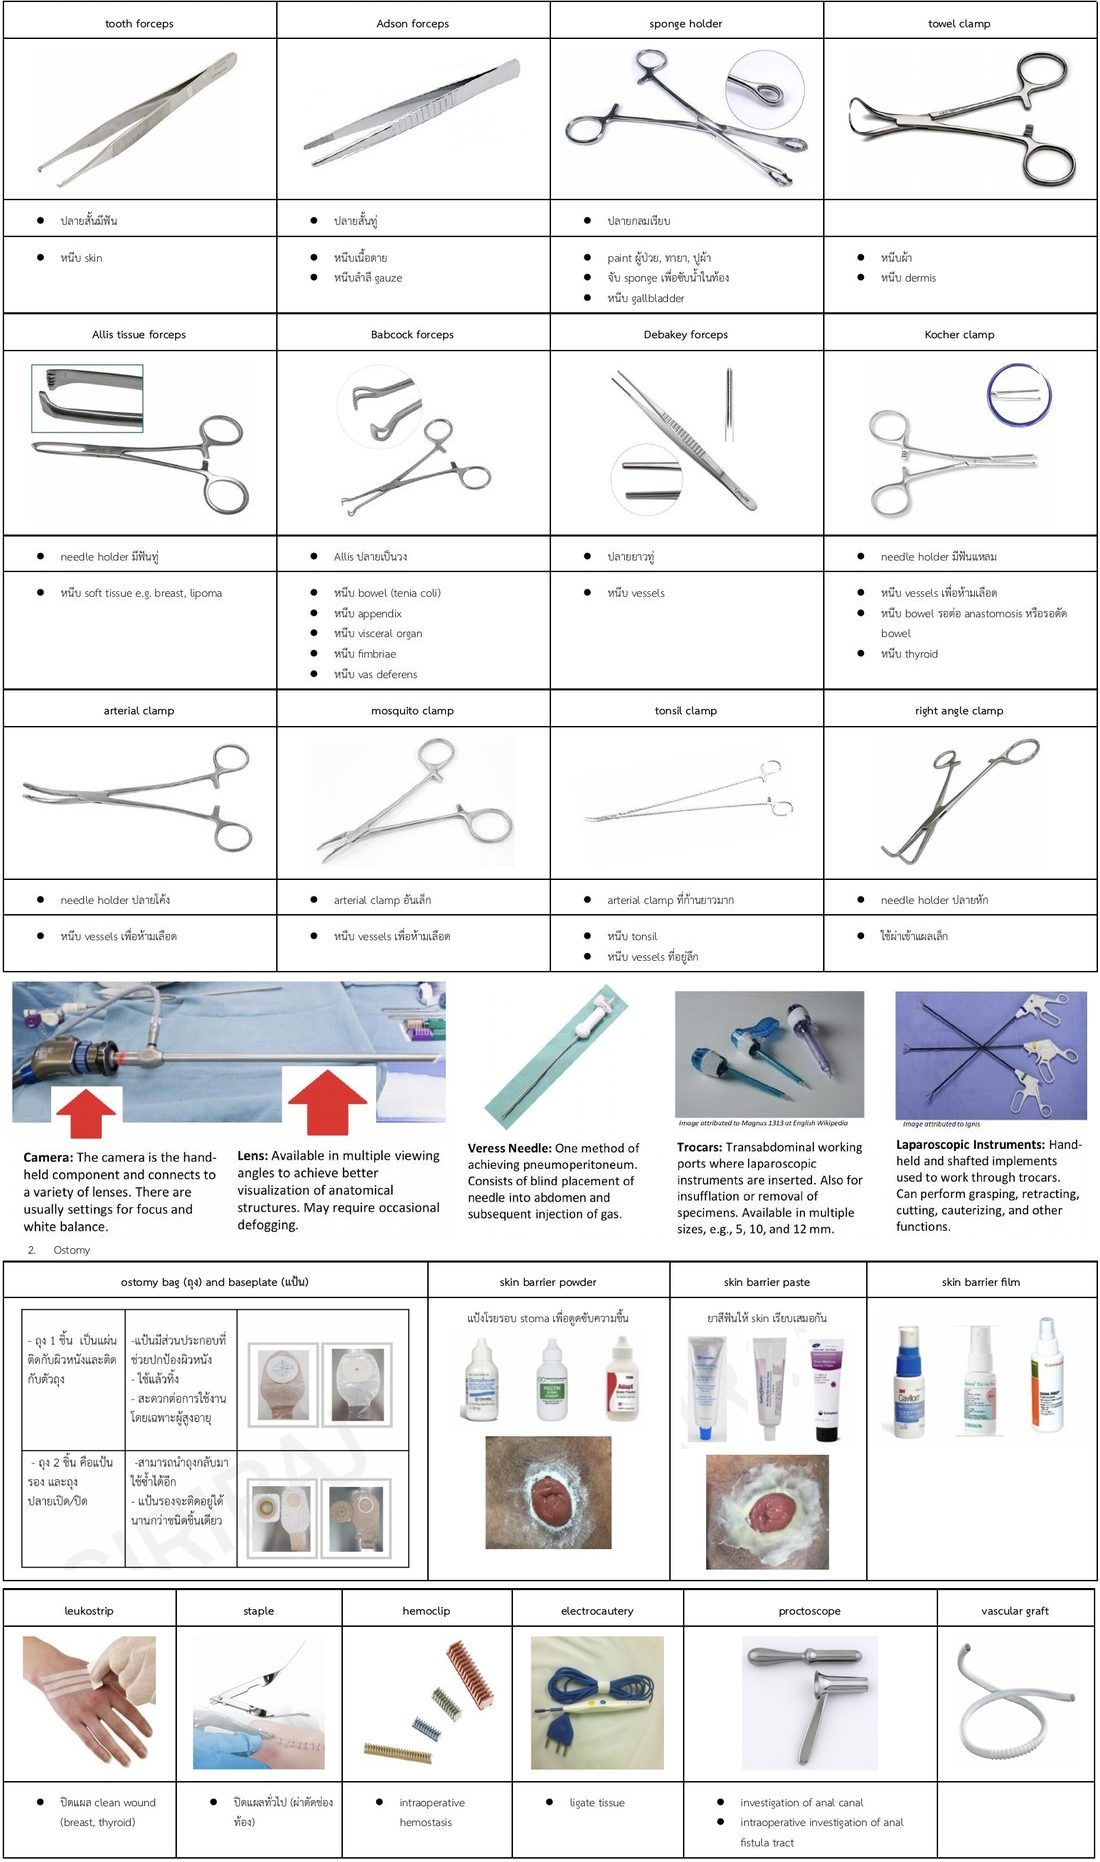 tooth forceps
Adson forceps
sponge holder
towel clamp
● ปลายสั้นมีฟัน
● ปลายสั้นทู่
● ปลายกลมเรียบ
● หนีบ skin
● หนีบเนื้อตาย
● หนีบสำลี gauze
● paint ผู้ป่วย, ทายา, ปูผ้า
● จับ sponge เพื่อซับน้ำในท้อง
● หนีบ gallbladder
● หนีบผ้า
● หนีบ dermis
Allis tissue forceps
Babcock forceps
Debakey forceps
Kocher clamp
● needle holder มีฟันทู่
● Allis ปลายเป็นวง
● ปลายยาวทู่
● needle holder มีฟันแหลม
● หนีบ soft tissue e.g. breast, lipoma
● หนีบ bowel (tenia coli)
● หนีบ appendix
● หนีบ visceral organ
● หนีบ fimbriae
● หนีบ vas deferens
● หนีบ vessels
● หนีบ vessels เพื่อห้ามเลือด
● หนีบ bowel รอต่อ anastomosis หรือรอตัด
bowel
● หนีบ thyroid
arterial clamp
mosquito clamp
tonsil clamp
right angle clamp
● needle holder ปลายโค้ง
● arterial clamp อันเล็ก
● arterial clamp ที่ก้านยาวมาก
● needle holder ปลายหัก
● หนีบ vessels เพื่อห้ามเลือด
● หนีบ vessels เพื่อห้ามเลือด
● หนีบ tonsil
● หนีบ vessels ที่อยู่ลึก
● ใช้ผ่าเข้าแผลเล็ก
Camera: The camera is the hand-
held component and connects to
a variety of lenses. There are
usually settings for focus and
white balance.
Lens: Available in multiple viewing
angles to achieve better
visualization of anatomical
structures. May require occasional
defogging.
Veress Needle: One method of
achieving pneumoperitoneum.
Consists of blind placement of
needle into abdomen and
subsequent injection of gas.
Image attributed to Magnus 1313 at English Wikipedia
Trocars: Transabdominal working
ports where laparoscopic
instruments are inserted. Also for
insufflation or removal of
specimens. Available in multiple
sizes, e.g., 5, 10, and 12 mm.
Image attributed to Ignis
Laparoscopic Instruments: Hand-
held and shafted implements
used to work through trocars.
Can perform grasping, retracting,
cutting, cauterizing, and other
functions.
2. Ostomy
ostomy bag (ถุง) and baseplate (แป้น)
skin barrier powder
skin barrier paste
skin barrier film
- ถุง 1 ชิ้น เป็นแผ่น
ติดกับผิวหนังและติด
กับตัวถุง
-แป้นมีส่วนประกอบที่
ช่วยปกป้องผิวหนัง
- ใช้แล้วทิ้ง
- สะดวกต่อการใช้งาน
โดยเฉพาะผู้สูงอายุ
- ถุง 2 ชิ้น คือแป้น
รอง และถุง
ปลายเปิด/ปิด
-สามารถนำถุงกลับมา
ใช้ซ้ำได้อีก
- แป้นรองจะติดอยู่ได้
นานกว่าชนิดชิ้นเดียว
SIRIRAJ
แป้งโรยรอบ stoma เพื่อดูดซับความชื้น
PECTIN
Adapt
ยาสีฟันให้ skin เรียบเสมอกัน
3M
Cavilon
BRAUN
SKIN-PREP
leukostrip
staple
hemoclip
electrocautery
proctoscope
vascular graft
● ปิดแผล clean wound
(breast, thyroid)
● ปิดแผลทั่วไป (ผ่าตัดช่อง
ท้อง)
● intraoperative
hemostasis
● ligate tissue
● investigation of anal canal
● intraoperative investigation of anal
fistula tract